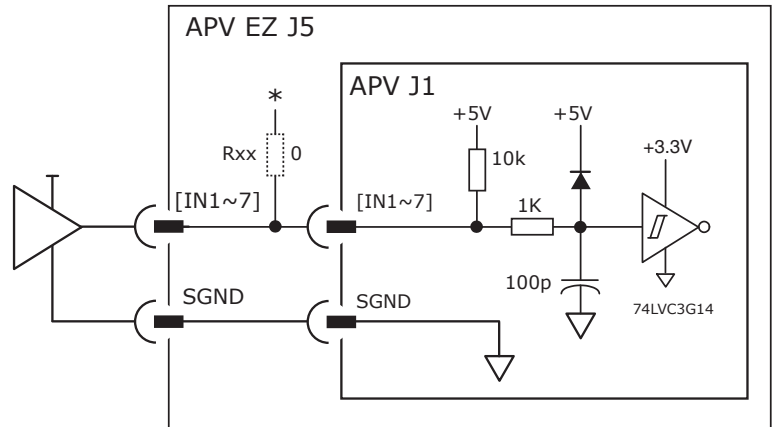 APV EZ J5
APV J1
*
+5V
+5V
+3.3V
Rxx
0
10k
[IN1~7]
[IN1~7]
1K
100p
74LVC3G14
SGND
SGND